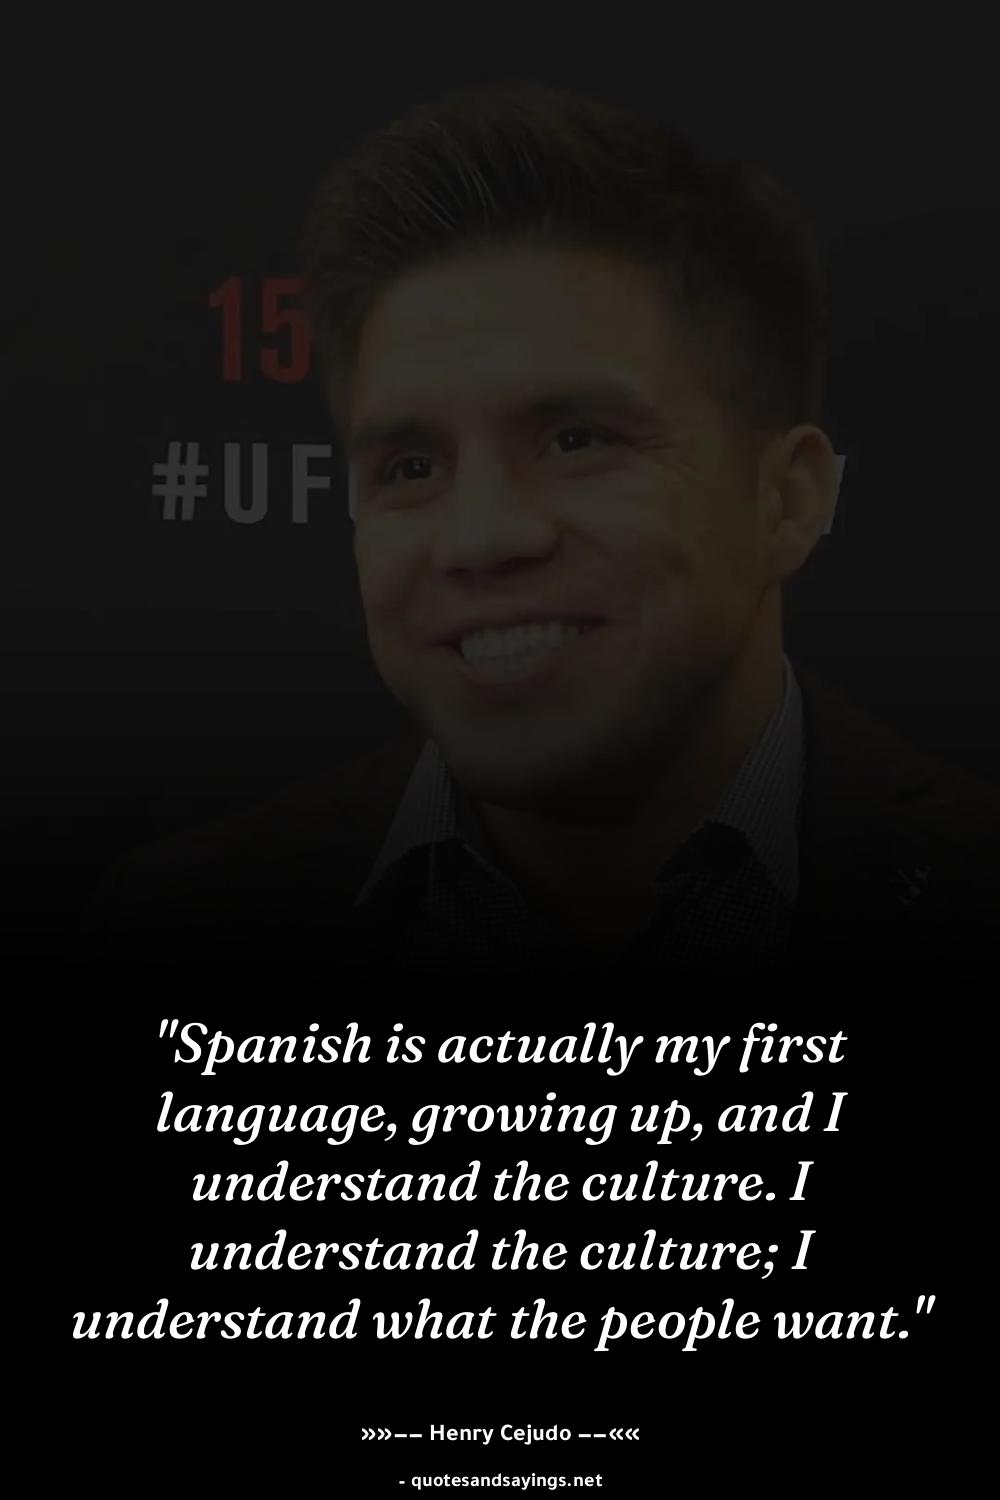 15
#UF
"Spanish is actually my first
language, growing up, and I
understand the culture. I
understand the culture; I
understand what the people want."
»»−− Henry Cejudo −−««
- quotesandsayings.net